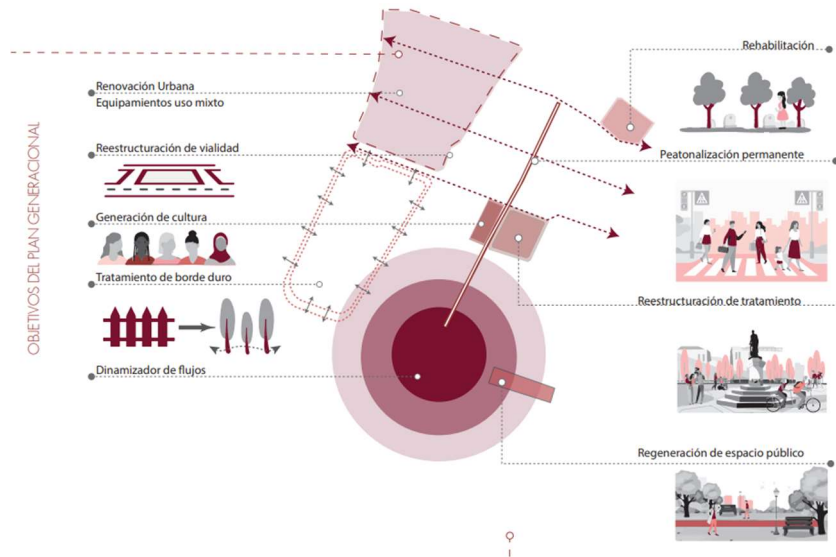 OBJETIVOS DEL PLAN GENERACIONAL
Renovación Urbana
Equipamientos uso mixto
Reestructuración de vialidad
Generación de cultura
Tratamiento de borde duro
Dinamizador de flujos
Rehabilitación
Peatonalización permanente
Reestructuración de tratamiento
Regeneración de espacio público